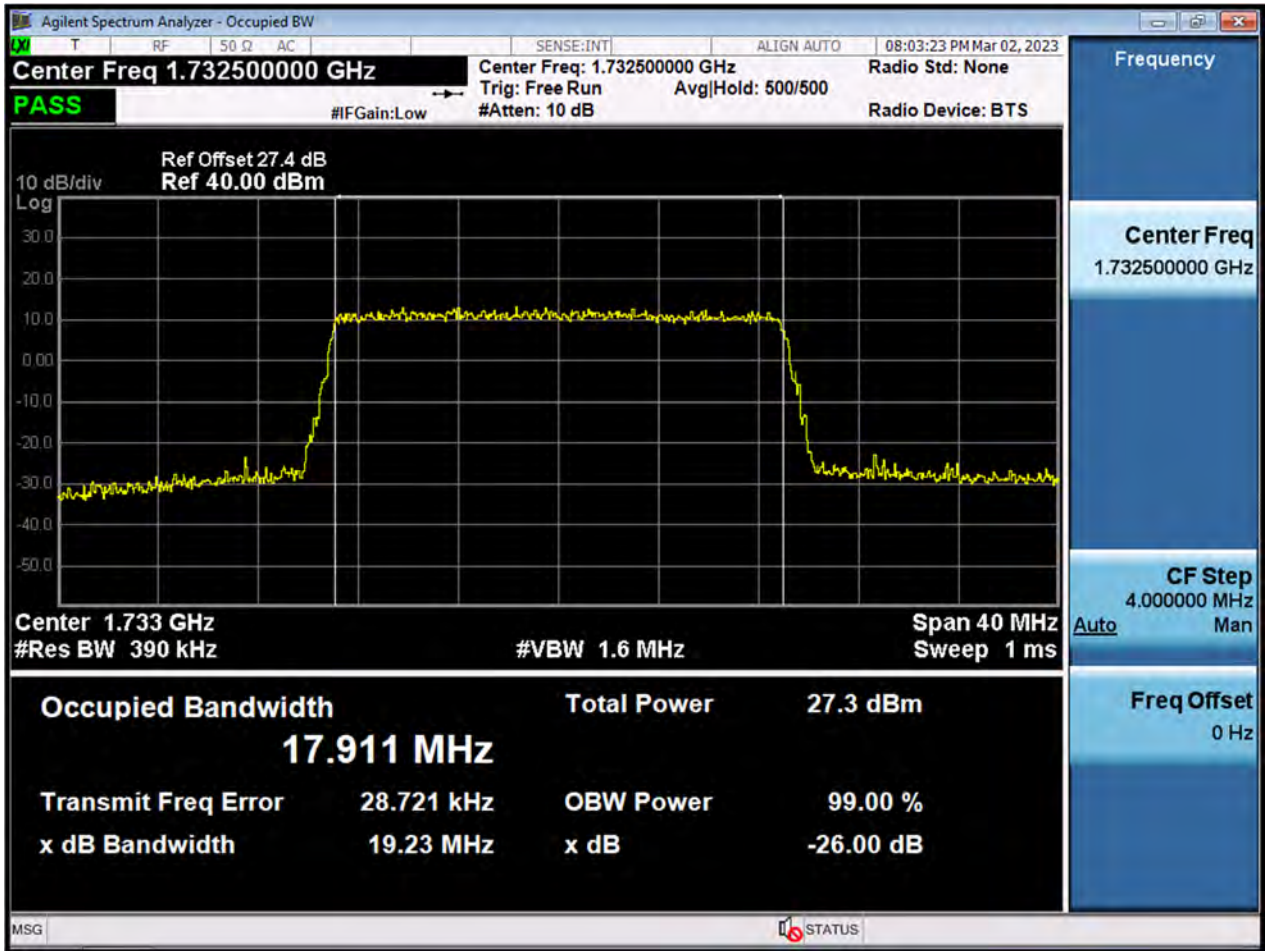 Agilent Spectrum Analyzer - Occupied BW
LXI T RF 50 Ω AC SENSE:INT ALIGN AUTO 08:03:23 PM Mar 02, 2023
Center Freq 1.732500000 GHz
PASS
#IFGain:Low
Center Freq: 1.732500000 GHz
Trig: Free Run Avg|Hold: 500/500
#Atten: 10 dB
Radio Std: None
Radio Device: BTS
Ref Offset 27.4 dB
10 dB/div Ref 40.00 dBm
Log
30.0
20.0
10.0
0.00
-10.0
-20.0
-30.0
-40.0
-50.0
Center 1.733 GHz Span 40 MHz
#Res BW 390 kHz #VBW 1.6 MHz Sweep 1 ms
Occupied Bandwidth Total Power 27.3 dBm
17.911 MHz
Transmit Freq Error 28.721 kHz OBW Power 99.00 %
x dB Bandwidth 19.23 MHz x dB -26.00 dB
Frequency
Center Freq
1.732500000 GHz
CF Step
4.000000 MHz
Auto Man
Freq Offset
0 Hz
MSG STATUS